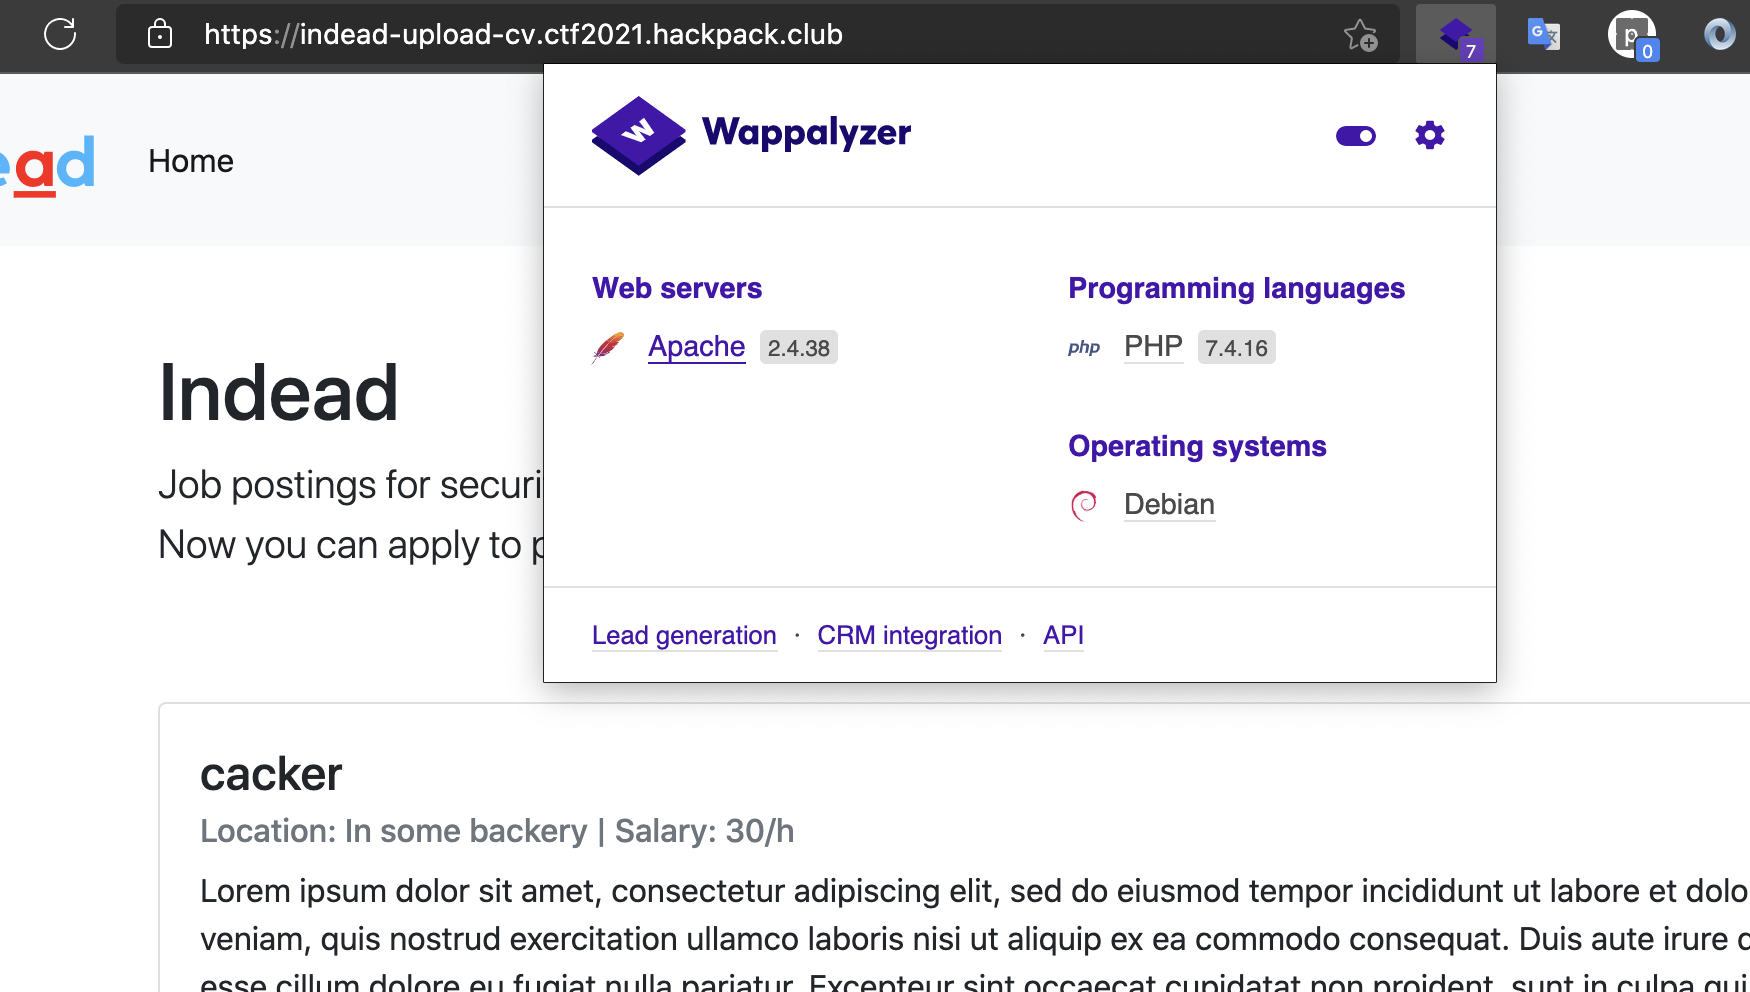 https://indead-upload-cv.ctf2021.hackpack.club
7
G
p
0
ead
Home
W
Wappalyzer
Web servers
Programming languages
Apache 2.4.38
php PHP 7.4.16
Operating systems
Debian
Lead generation · CRM integration · API
Indead
Job postings for securi
Now you can apply to p
cacker
Location: In some backery | Salary: 30/h
Lorem ipsum dolor sit amet, consectetur adipiscing elit, sed do eiusmod tempor incididunt ut labore et dolo
veniam, quis nostrud exercitation ullamco laboris nisi ut aliquip ex ea commodo consequat. Duis aute irure d
esse cillum dolore eu fugiat nulla pariatur. Excepteur sint occaecat cupidatat non proident, sunt in culpa qui